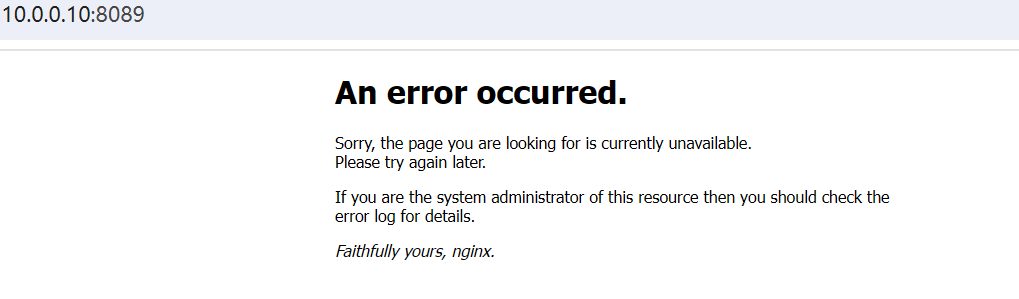 10.0.0.10:8089
An error occurred.
Sorry, the page you are looking for is currently unavailable.
Please try again later.
If you are the system administrator of this resource then you should check the
error log for details.
Faithfully yours, nginx.